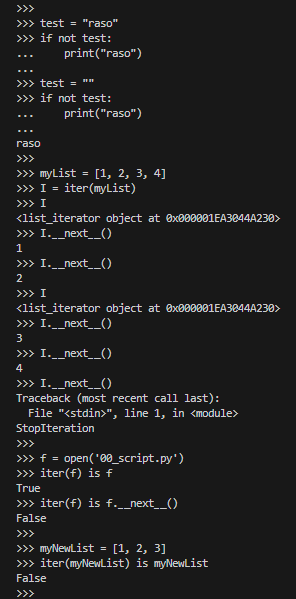 >>>
>>> test = "raso"
>>> if not test:
...     print("raso")
...
>>> test = ""
>>> if not test:
...     print("raso")
...
raso
>>>
>>> myList = [1, 2, 3, 4]
>>> I = iter(myList)
>>> I
<list_iterator object at 0x000001EA3044A230>
>>> I.__next__()
1
>>> I.__next__()
2
>>> I
<list_iterator object at 0x000001EA3044A230>
>>> I.__next__()
3
>>> I.__next__()
4
>>> I.__next__()
Traceback (most recent call last):
  File "<stdin>", line 1, in <module>
StopIteration
>>>
>>> f = open('00_script.py')
>>> iter(f) is f
True
>>> iter(f) is f.__next__()
False
>>>
>>> myNewList = [1, 2, 3]
>>> iter(myNewList) is myNewList
False
>>>